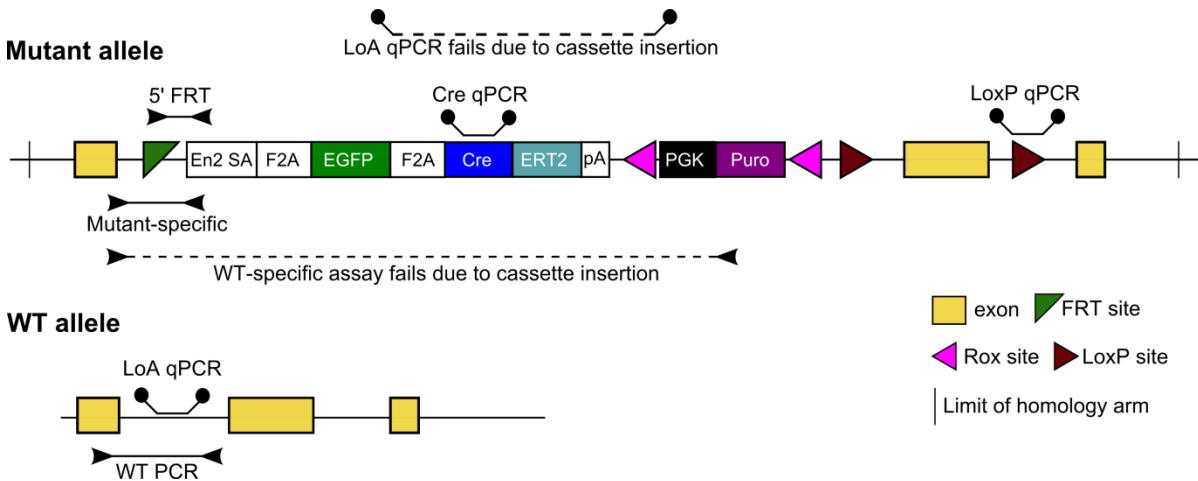 LoA qPCR fails due to cassette insertion
Mutant allele
5' FRT
Cre qPCR
LoxP qPCR
En2 SA F2A EGFP F2A Cre ERT2 pA PGK Puro
Mutant-specific
WT-specific assay fails due to cassette insertion
WT allele
LoA qPCR
WT PCR
exon FRT site
Rox site LoxP site
Limit of homology arm